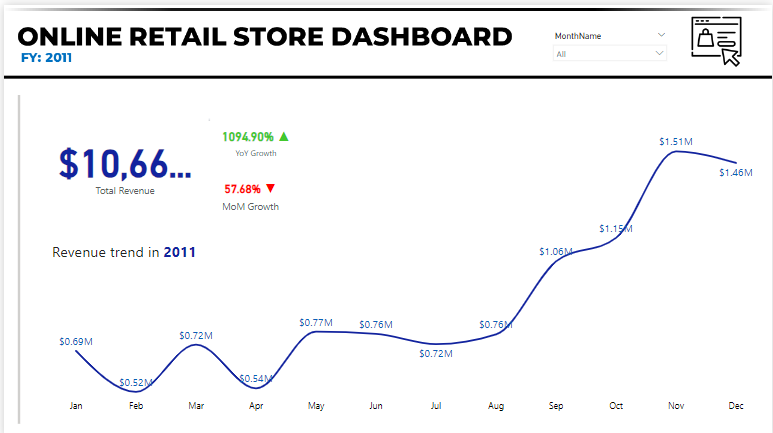 ONLINE RETAIL STORE DASHBOARD
FY: 2011
MonthName
All
$10,66...
Total Revenue
1094.90% ▲
YoY Growth
57.68% ▼
MoM Growth
Revenue trend in 2011
$0.69M
$0.52M
$0.72M
$0.54M
$0.77M
$0.76M
$0.72M
$0.76M
$1.06M
$1.15M
$1.51M
$1.46M
Jan Feb Mar Apr May Jun Jul Aug Sep Oct Nov Dec